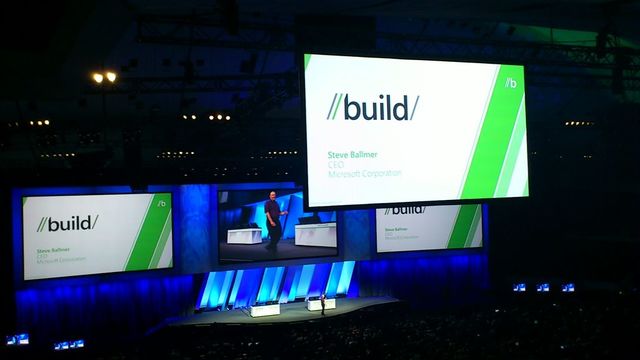 //b
//build/
Steve Ballmer
CEO
Microsoft Corporation
//b
//build/
Steve Ballmer
CEO
Microsoft Corporation
//build/
Steve Ballmer
CEO
Microsoft Corporation